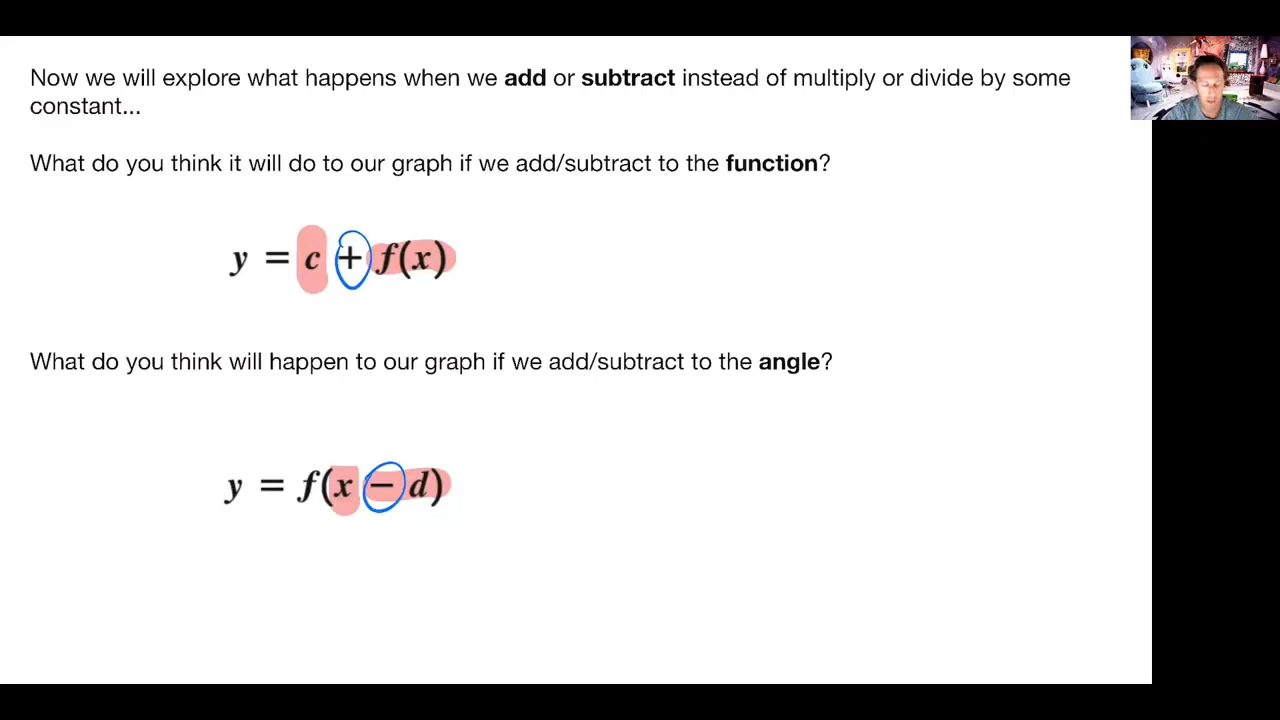 Now we will explore what happens when we add or subtract instead of multiply or divide by some
constant...
What do you think it will do to our graph if we add/subtract to the function?
y = c + f(x)
What do you think will happen to our graph if we add/subtract to the angle?
y = f(x − d)